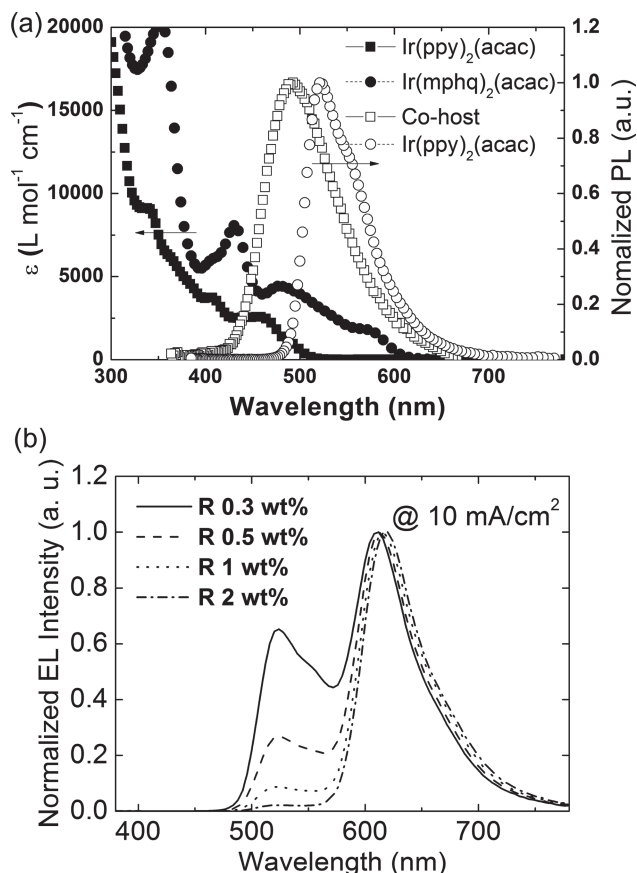 (a)
20000
16000
12000
8000
4000
0
ε (L mol⁻¹ cm⁻¹)
1.2
1.0
0.8
0.6
0.4
0.2
0.0
Nomalized PL (a.u.)
Ir(ppy)₂(acac)
Ir(mphq)₂(acac)
Co-host
Ir(ppy)₂(acac)
300 400 500 600 700
Wavelength (nm)
(b)
1.2
1.0
0.8
0.6
0.4
0.2
0.0
Normalized EL Intensity (a. u.)
R 0.3 wt%
R 0.5 wt%
R 1 wt%
R 2 wt%
@ 10 mA/cm²
400 500 600 700
Wavelength (nm)